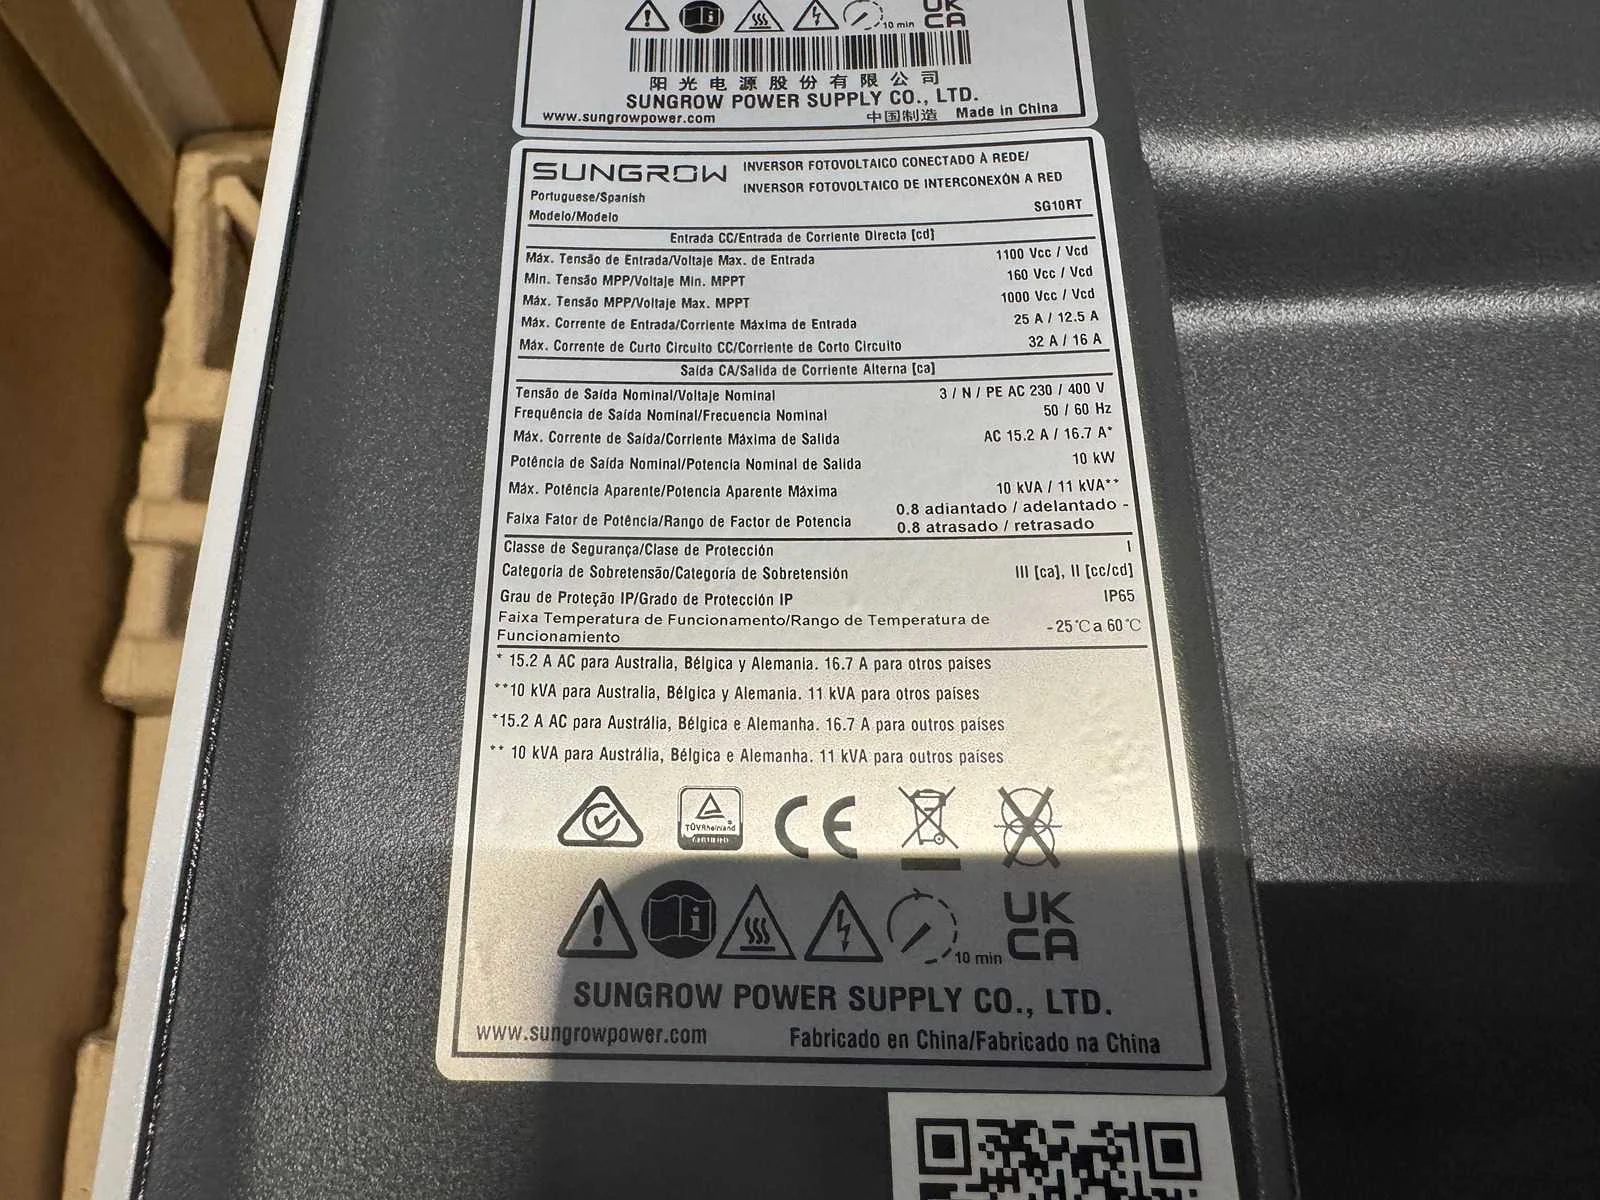 10 min
UK
CA
阳光电源股份有限公司
SUNGROW POWER SUPPLY CO., LTD.
www.sungrowpower.com 中国制造 Made in China
SUNGROW INVERSOR FOTOVOLTAICO CONECTADO À REDE/
INVERSOR FOTOVOLTAICO DE INTERCONEXÓN A RED
Portuguese/Spanish
Modelo/Modelo SG10RT
Entrada CC/Entrada de Corriente Directa [cd]
Máx. Tensão de Entrada/Voltaje Max. de Entrada 1100 Vcc / Vcd
Min. Tensão MPP/Voltaje Min. MPPT 160 Vcc / Vcd
Máx. Tensão MPP/Voltaje Max. MPPT 1000 Vcc / Vcd
Máx. Corrente de Entrada/Corriente Máxima de Entrada 25 A / 12.5 A
Máx. Corrente de Curto Circuito CC/Corriente de Corto Circuito 32 A / 16 A
Saída CA/Salida de Corriente Alterna [ca]
Tensão de Saída Nominal/Voltaje Nominal 3 / N / PE AC 230 / 400 V
Frequência de Saída Nominal/Frecuencia Nominal 50 / 60 Hz
Máx. Corrente de Saída/Corriente Máxima de Salida AC 15.2 A / 16.7 A*
Potência de Saída Nominal/Potencia Nominal de Salida 10 kW
Máx. Potência Aparente/Potencia Aparente Máxima 10 kVA / 11 kVA**
Faixa Fator de Potência/Rango de Factor de Potencia 0.8 adiantado / adelantado -
0.8 atrasado / retrasado
Classe de Segurança/Clase de Protección I
Categoria de Sobretensão/Categoría de Sobretensión III [ca], II [cc/cd]
Grau de Proteção IP/Grado de Protección IP IP65
Faixa Temperatura de Funcionamento/Rango de Temperatura de -25℃ a 60℃
Funcionamiento
* 15.2 A AC para Australia, Bélgica y Alemania. 16.7 A para otros países
**10 kVA para Australia, Bélgica y Alemania. 11 kVA para otros países
*15.2 A AC para Austrália, Bélgica e Alemanha. 16.7 A para outros países
** 10 kVA para Austrália, Bélgica e Alemanha. 11 kVA para outros países
TÜVRheinland
CERTIFIED
CE
10 min
UK
CA
SUNGROW POWER SUPPLY CO., LTD.
www.sungrowpower.com Fabricado en China/Fabricado na China